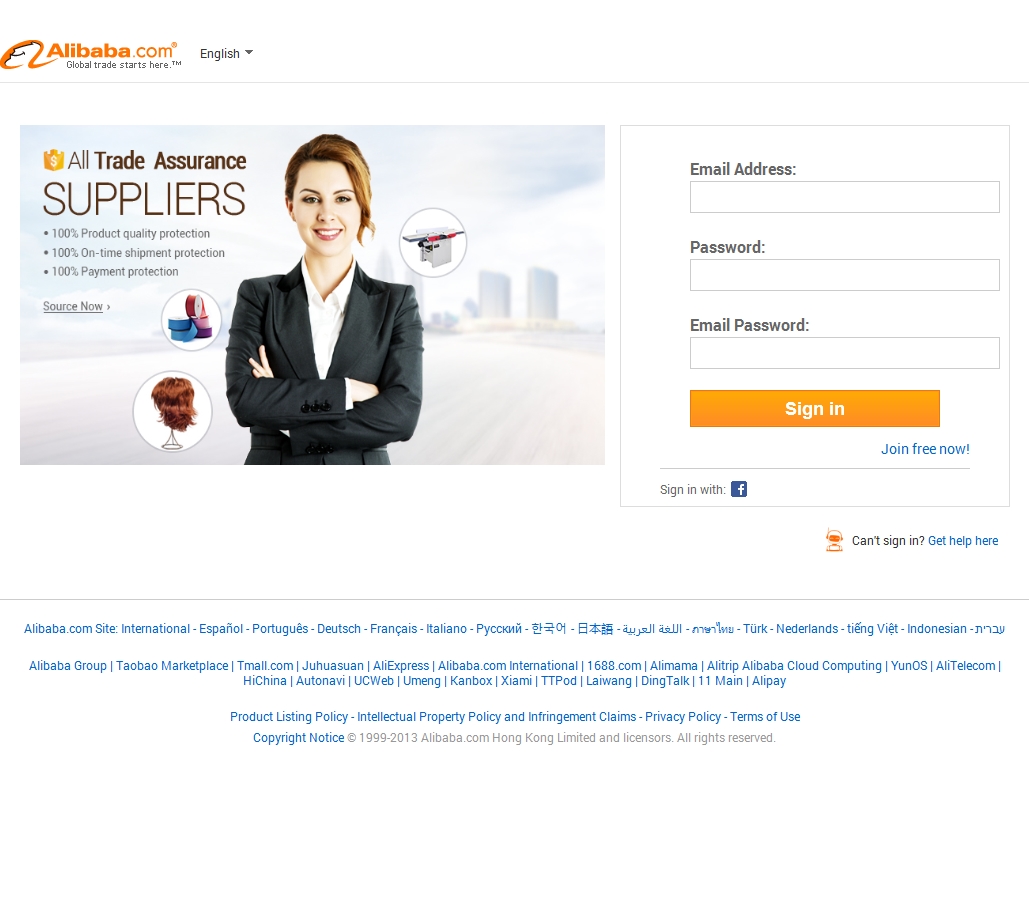 Alibaba.com®
Global trade starts here.™
English
All Trade Assurance
SUPPLIERS
• 100% Product quality protection
• 100% On-time shipment protection
• 100% Payment protection
Source Now ›
Email Address:
Password:
Email Password:
Sign in
Join free now!
Sign in with:
Can't sign in? Get help here
Alibaba.com Site: International - Español - Português - Deutsch - Français - Italiano - Русский - 한국어 - 日本語 - اللغة العربية - ภาษาไทย - Türk - Nederlands - tiếng Việt - Indonesian - עברית
Alibaba Group | Taobao Marketplace | Tmall.com | Juhuasuan | AliExpress | Alibaba.com International | 1688.com | Alimama | Alitrip Alibaba Cloud Computing | YunOS | AliTelecom |
HiChina | Autonavi | UCWeb | Umeng | Kanbox | Xiami | TTPod | Laiwang | DingTalk | 11 Main | Alipay
Product Listing Policy - Intellectual Property Policy and Infringement Claims - Privacy Policy - Terms of Use
Copyright Notice © 1999-2013 Alibaba.com Hong Kong Limited and licensors. All rights reserved.